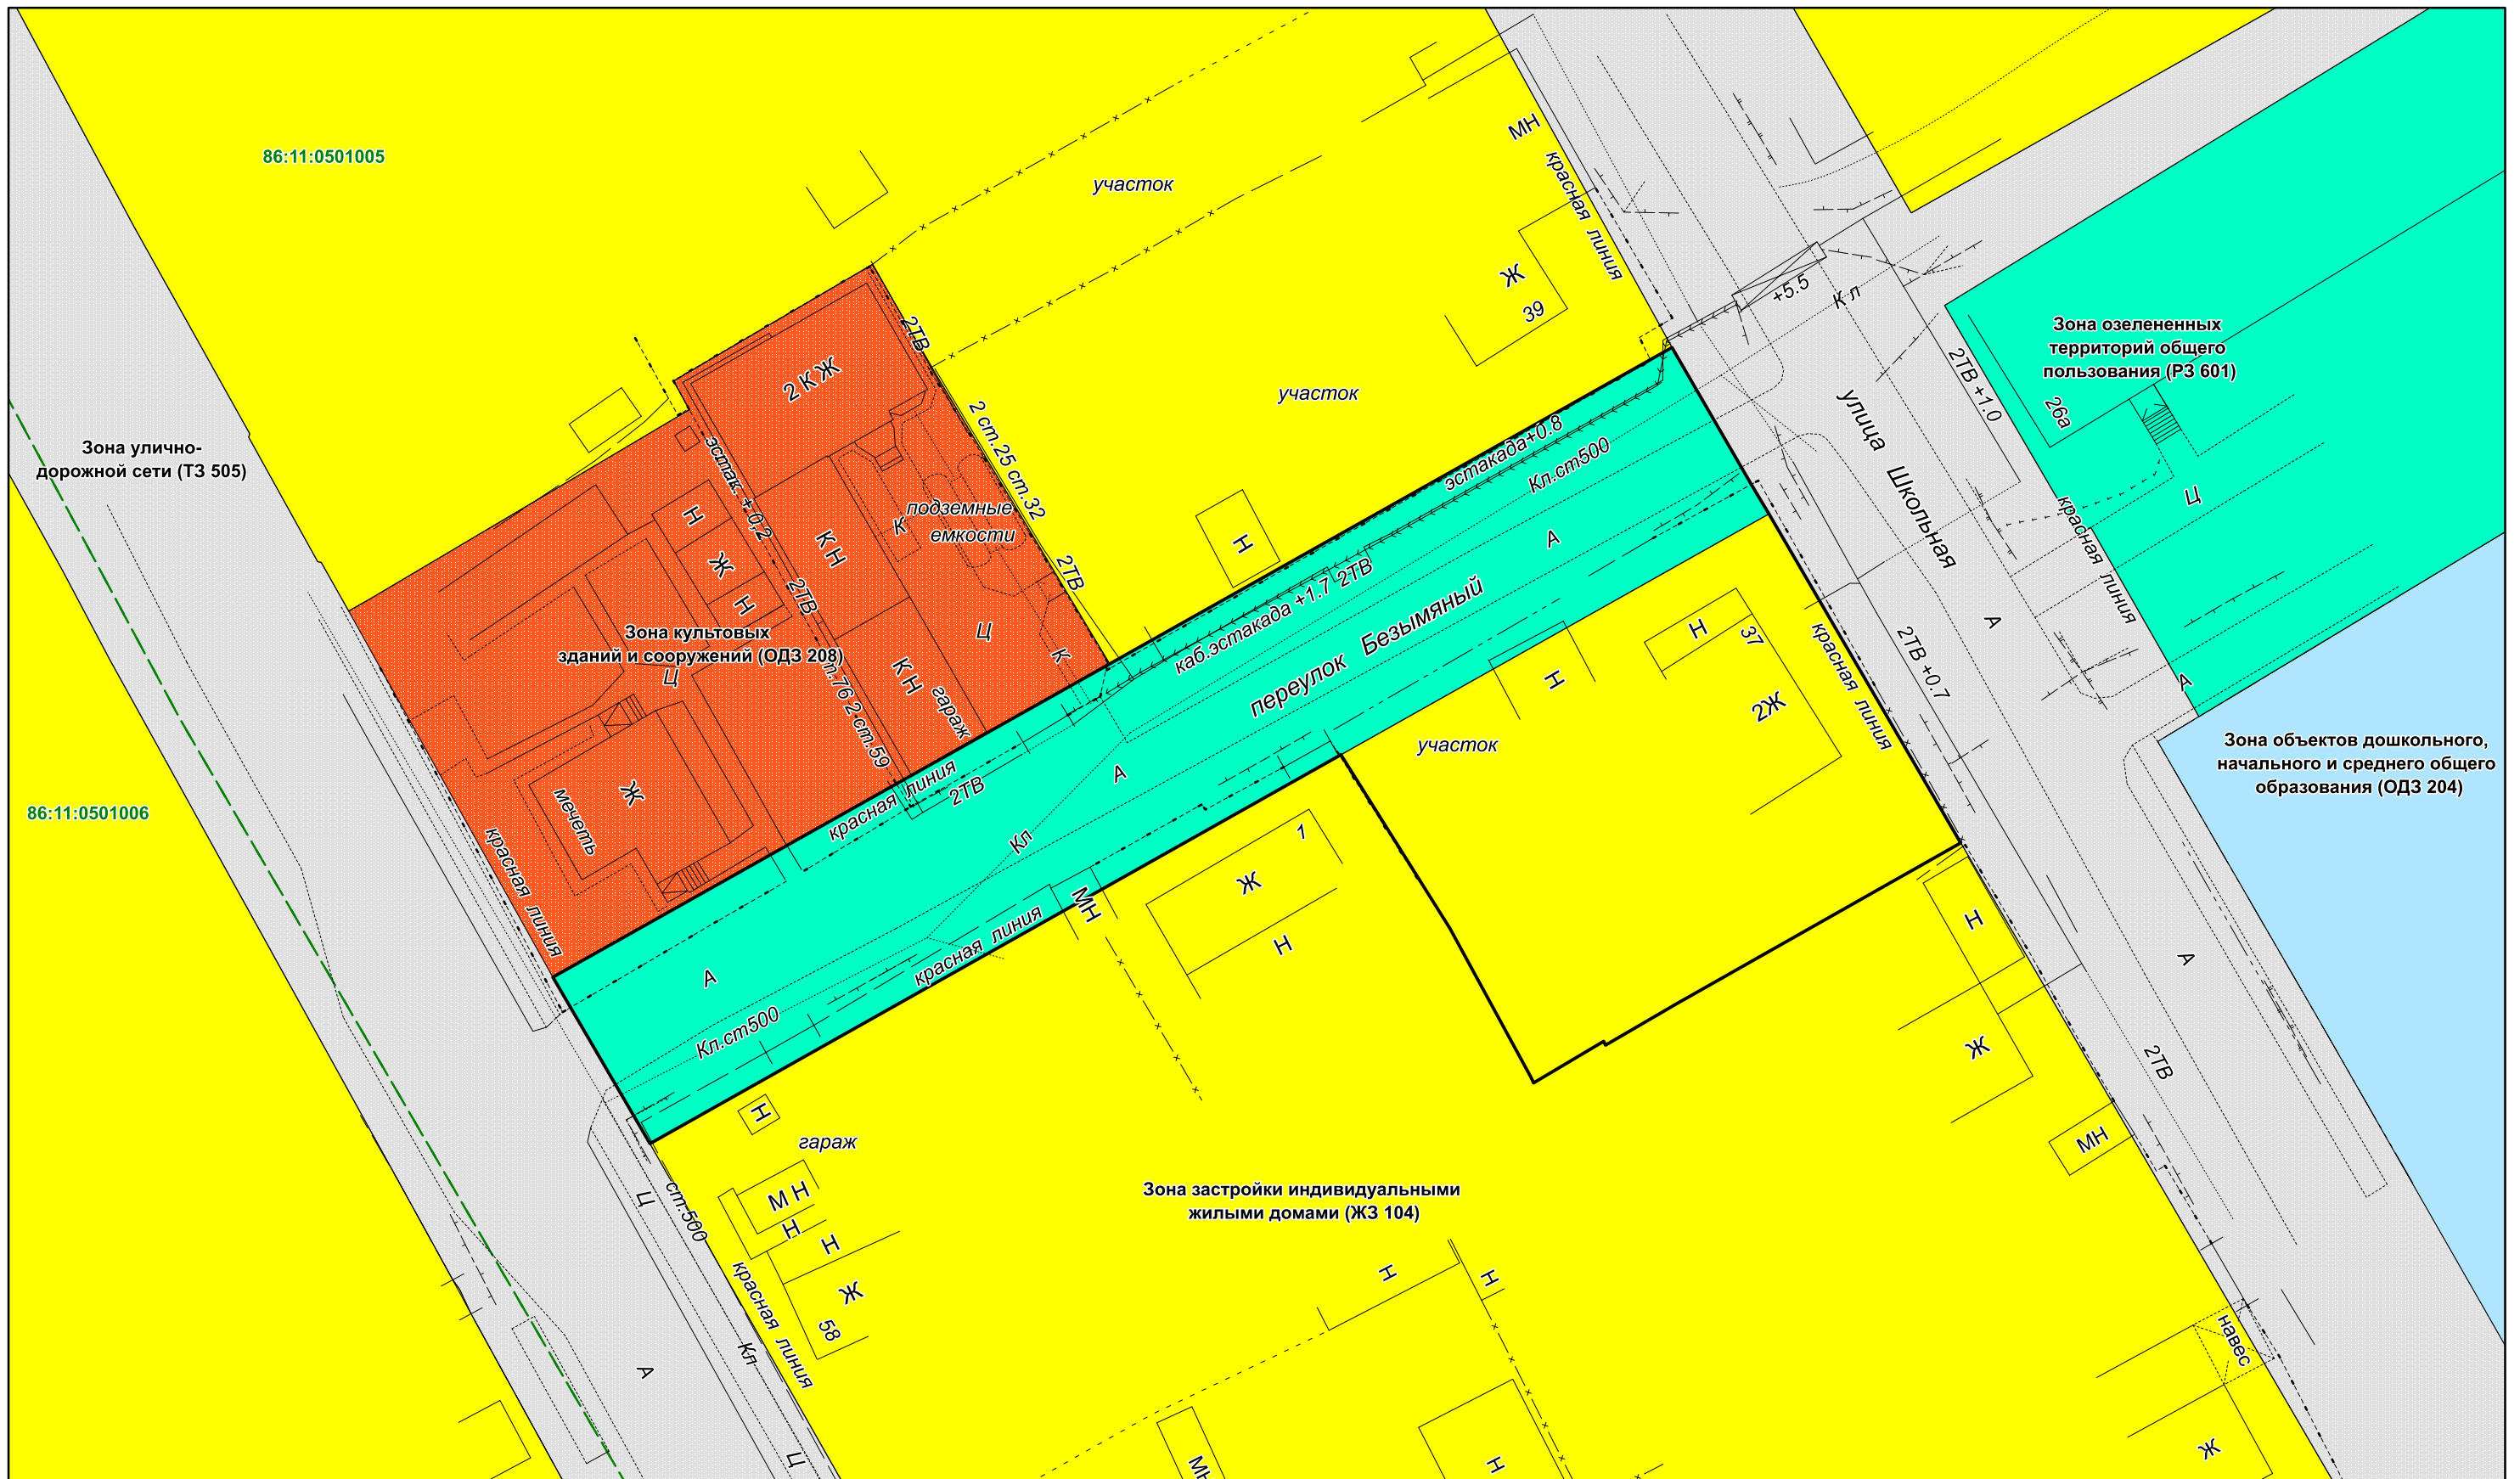 86:11:0501005
участок
МН
красная линия
Ж
39
+5.5
Кл
Зона озелененных
территорий общего
пользования (РЗ 601)
2ТВ +1.0
26а
Ц
красная линия
улица Школьная
2ТВ
2 К Ж
участок
2 ст.25 ст.32
эстакада+0.8
Кл.ст500
Зона улично-
дорожной сети (ТЗ 505)
эстак. + 0,2
Н
Ж
Н
К Н
К
подземные
емкости
2ТВ
Н
А
2ТВ
Зона культовых
зданий и сооружений (ОДЗ 208)
Ц
Ц
К
К Н
гараж
ст.76 2 ст.59
каб.эстакада +1.7
2ТВ
переулок Безымяный
Н
37
2Ж
Н
участок
красная линия
2ТВ +0.7
А
А
Зона объектов дошкольного,
начального и среднего общего
образования (ОДЗ 204)
86:11:0501006
Ж
мечеть
красная линия
красная линия
2ТВ
А
Кл
1
Ж
Н
МН
красная линия
А
Кл.ст500
Н
Ж
А
2ТВ
МН
Н
гараж
Ц
ст.500
М Н
Н
Н
Ж
58
красная линия
Кл
А
Ц
Зона застройки индивидуальными
жилыми домами (ЖЗ 104)
Н
Н
МН
Н
навес
Ж